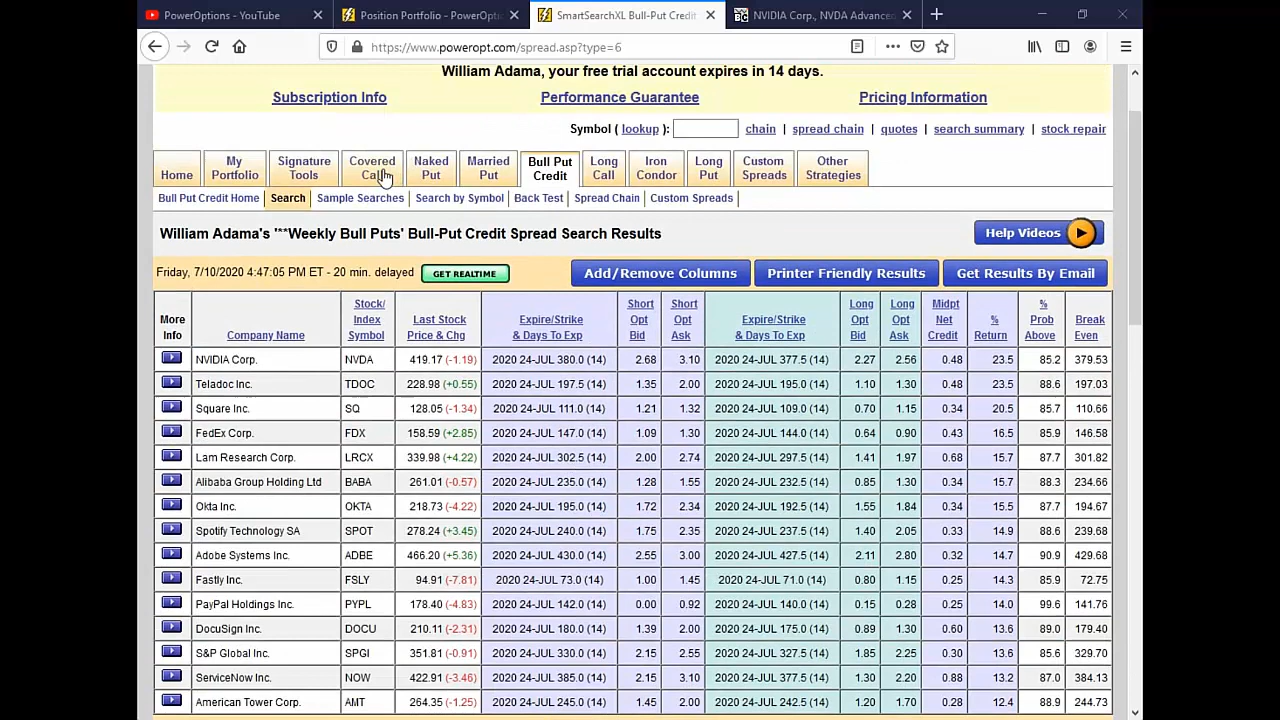 PowerOptions - YouTube
Position Portfolio - PowerOpti
SmartSearchXL Bull-Put Credit
NVIDIA Corp., NVDA Advance
https://www.poweropt.com/spread.asp?type=6
William Adama, your free trial account expires in 14 days.
Subscription Info Performance Guarantee Pricing Information
Symbol ( lookup ): chain | spread chain | quotes | search summary | stock repair
Home My Portfolio Signature Tools Covered Call Naked Put Married Put Bull Put Credit Long Call Iron Condor Long Put Custom Spreads Other Strategies
Bull Put Credit Home Search Sample Searches Search by Symbol Back Test Spread Chain Custom Spreads
William Adama's '**Weekly Bull Puts' Bull-Put Credit Spread Search Results Help Videos
Friday, 7/10/2020 4:47:05 PM ET - 20 min. delayed GET REALTIME Add/Remove Columns Printer Friendly Results Get Results By Email
More Info Company Name Stock/ Index Symbol Last Stock Price & Chg Expire/Strike & Days To Exp Short Opt Bid Short Opt Ask Expire/Strike & Days To Exp Long Opt Bid Long Opt Ask Midpt Net Credit % Return % Prob Above Break Even
NVIDIA Corp. NVDA 419.17 (-1.19) 2020 24-JUL 380.0 (14) 2.68 3.10 2020 24-JUL 377.5 (14) 2.27 2.56 0.48 23.5 85.2 379.53
Teladoc Inc. TDOC 228.98 (+0.55) 2020 24-JUL 197.5 (14) 1.35 2.00 2020 24-JUL 195.0 (14) 1.10 1.30 0.48 23.5 88.6 197.03
Square Inc. SQ 128.05 (-1.34) 2020 24-JUL 111.0 (14) 1.21 1.32 2020 24-JUL 109.0 (14) 0.70 1.15 0.34 20.5 85.7 110.66
FedEx Corp. FDX 158.59 (+2.85) 2020 24-JUL 147.0 (14) 1.09 1.30 2020 24-JUL 144.0 (14) 0.64 0.90 0.43 16.5 85.9 146.58
Lam Research Corp. LRCX 339.98 (+4.22) 2020 24-JUL 302.5 (14) 2.00 2.74 2020 24-JUL 297.5 (14) 1.41 1.97 0.68 15.7 87.7 301.82
Alibaba Group Holding Ltd BABA 261.01 (-0.57) 2020 24-JUL 235.0 (14) 1.28 1.55 2020 24-JUL 232.5 (14) 0.85 1.30 0.34 15.7 88.3 234.66
Okta Inc. OKTA 218.73 (-4.22) 2020 24-JUL 195.0 (14) 1.72 2.34 2020 24-JUL 192.5 (14) 1.55 1.84 0.34 15.5 87.7 194.67
Spotify Technology SA SPOT 278.24 (+3.45) 2020 24-JUL 240.0 (14) 1.75 2.35 2020 24-JUL 237.5 (14) 1.40 2.05 0.33 14.9 88.6 239.68
Adobe Systems Inc. ADBE 466.20 (+5.36) 2020 24-JUL 430.0 (14) 2.55 3.00 2020 24-JUL 427.5 (14) 2.11 2.80 0.32 14.7 90.9 429.68
Fastly Inc. FSLY 94.91 (-7.81) 2020 24-JUL 73.0 (14) 1.00 1.45 2020 24-JUL 71.0 (14) 0.80 1.15 0.25 14.3 85.9 72.75
PayPal Holdings Inc. PYPL 178.40 (-4.83) 2020 24-JUL 142.0 (14) 0.00 0.92 2020 24-JUL 140.0 (14) 0.15 0.28 0.25 14.0 99.6 141.76
DocuSign Inc. DOCU 210.11 (-2.31) 2020 24-JUL 180.0 (14) 1.39 2.00 2020 24-JUL 175.0 (14) 0.89 1.30 0.60 13.6 89.0 179.40
S&P Global Inc. SPGI 351.81 (-0.91) 2020 24-JUL 330.0 (14) 2.15 2.55 2020 24-JUL 327.5 (14) 1.85 2.25 0.30 13.6 85.6 329.70
ServiceNow Inc. NOW 422.91 (-3.46) 2020 24-JUL 385.0 (14) 2.15 3.10 2020 24-JUL 377.5 (14) 1.30 2.20 0.88 13.2 87.0 384.13
American Tower Corp. AMT 264.35 (-1.25) 2020 24-JUL 245.0 (14) 1.45 2.00 2020 24-JUL 242.5 (14) 1.20 1.70 0.28 12.4 88.9 244.73